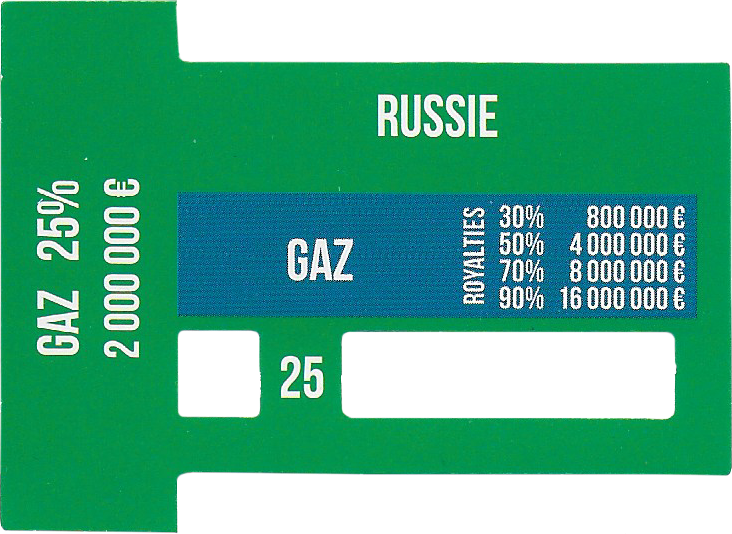 RUSSIE
GAZ 25%
2 000 000 €
GAZ
ROYALTIES
30% 800 000 €
50% 4 000 000 €
70% 8 000 000 €
90% 16 000 000 €
25